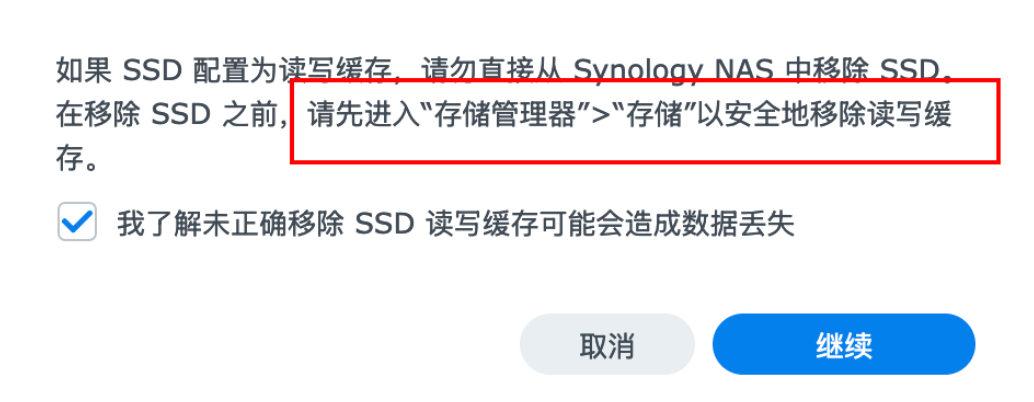 如果 SSD 配置为读写缓存，请勿直接从 Synology NAS 中移除 SSD。
在移除 SSD 之前，请先进入“存储管理器”>“存储”以安全地移除读写缓
存。
我了解未正确移除 SSD 读写缓存可能会造成数据丢失
取消
继续